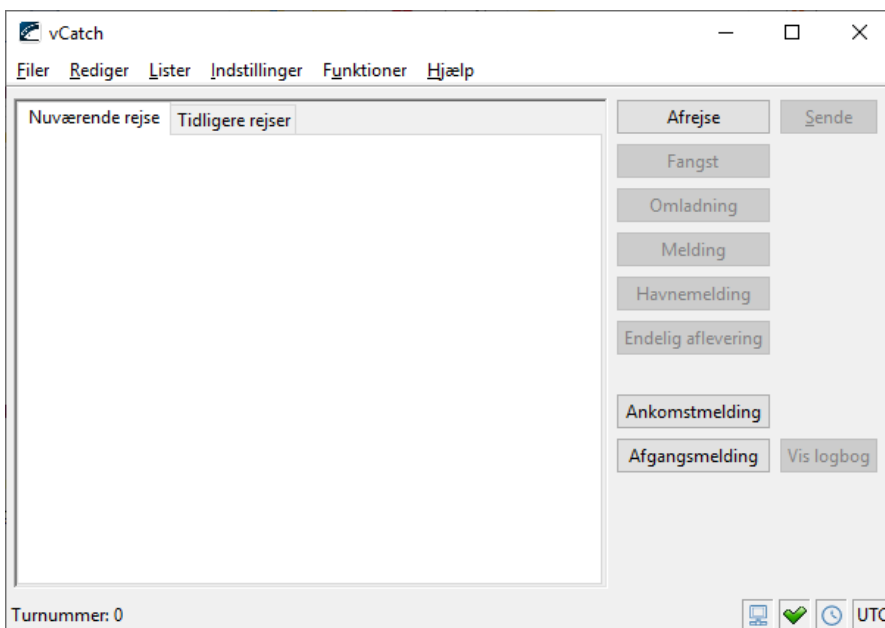 vCatch
Filer Rediger Lister Indstillinger Funktioner Hjælp
Nuværende rejse Tidligere rejser
Afrejse Sende
Fangst
Omladning
Melding
Havnemelding
Endelig aflevering
Ankomstmelding
Afgangsmelding Vis logbog
Turnummer: 0 UTC